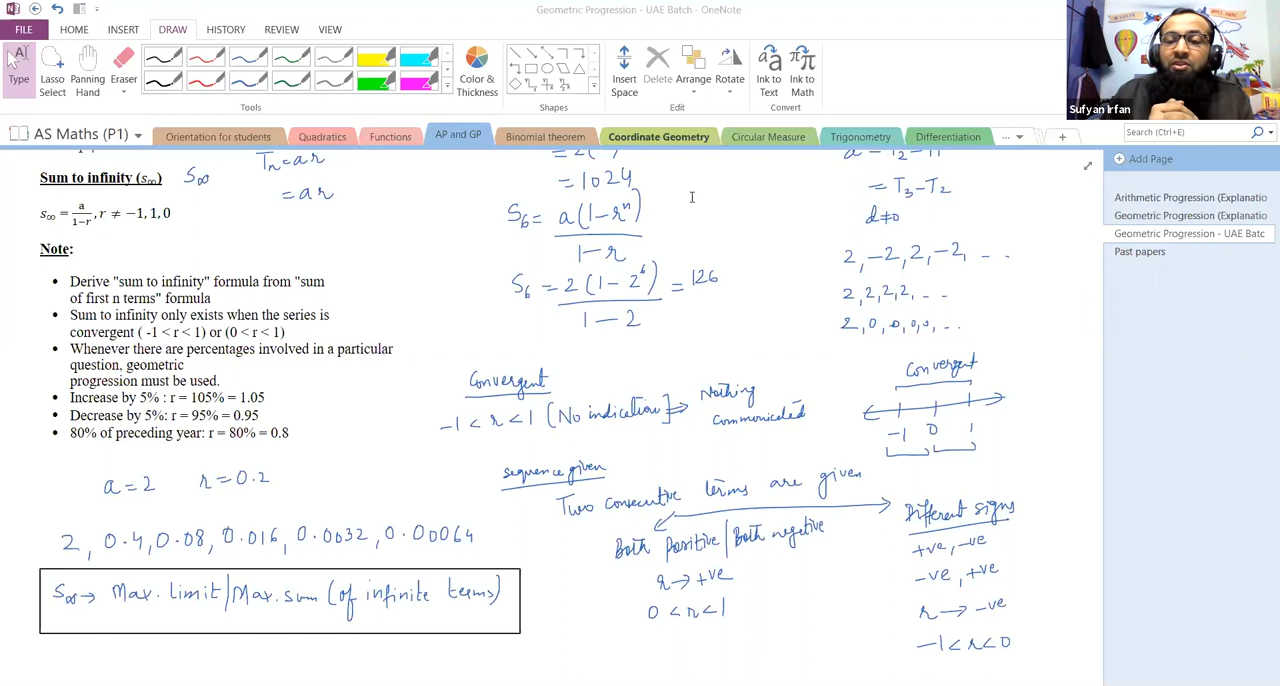 Geometric Progression - UAE Batch - OneNote
FILE
HOME
INSERT
DRAW
HISTORY
REVIEW
VIEW
Type
Lasso Select
Panning Hand
Eraser
Color & Thickness
Insert Space
Delete
Arrange
Rotate
Ink to Text
Ink to Math
Tools
Shapes
Edit
Convert
Sufyan Irfan
AS Maths (P1)
Orientation for students
Quadratics
Functions
AP and GP
Binomial theorem
Coordinate Geometry
Circular Measure
Trigonometry
Differentiation
Search (Ctrl+E)
Add Page
Arithmetic Progression (Explanatio
Geometric Progression (Explanatio
Geometric Progression - UAE Batc
Past papers
Sum to infinity (s∞)
S∞
Tn = ar
= ar
s∞ = a/(1−r), r ≠ −1,1,0
Note:
• Derive "sum to infinity" formula from "sum
of first n terms" formula
• Sum to infinity only exists when the series is
convergent ( -1 < r < 1) or (0 < r < 1)
• Whenever there are percentages involved in a particular
question, geometric
progression must be used.
• Increase by 5% : r = 105% = 1.05
• Decrease by 5%: r = 95% = 0.95
• 80% of preceding year: r = 80% = 0.8
a = 2 r = 0.2
2, 0.4, 0.08, 0.016, 0.0032, 0.00064
S∞ → Max. limit/Max. sum (of infinite terms)
= 1024
S6 = a(1−rⁿ)/(1−r)
S6 = 2(1−2⁶)/(1−2) = 126
Convergent
-1 < r < 1 [No indication] ⇒ Nothing communicated
sequence given
Two consecutive terms are given
Both positive/Both negative
r → +ve
0 < r < 1
Different signs
+ve, -ve
-ve, +ve
r → -ve
-1 < r < 0
d = T2 − T1
= T3 − T2
d ≠ 0
2, -2, 2, -2, - - -
2, 2, 2, 2, - - -
2, 0, 0, 0, 0, - - -
Convergent
-1 0 1